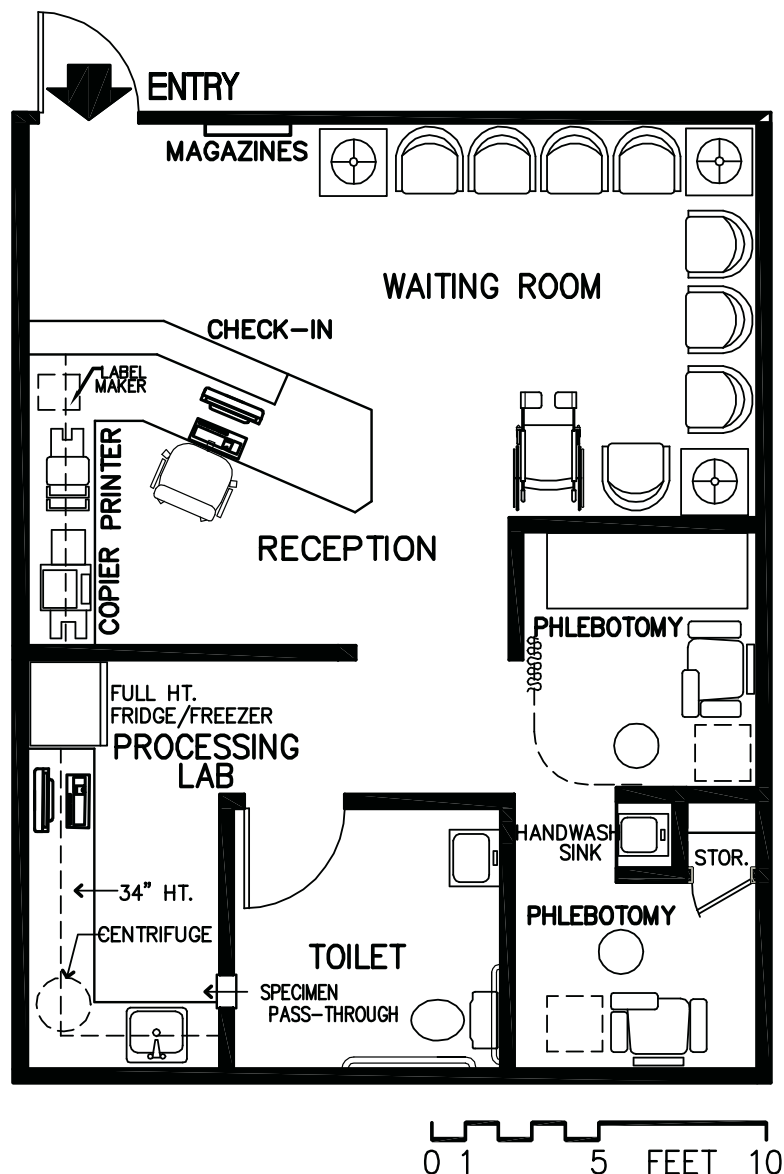 ENTRY
MAGAZINES
WAITING ROOM
CHECK-IN
LABEL
MAKER
COPIER PRINTER
RECEPTION
PHLEBOTOMY
FULL HT.
FRIDGE/FREEZER
PROCESSING
LAB
HANDWASH
SINK
STOR.
34" HT.
PHLEBOTOMY
CENTRIFUGE
TOILET
SPECIMEN
PASS-THROUGH
0 1 5 FEET 10